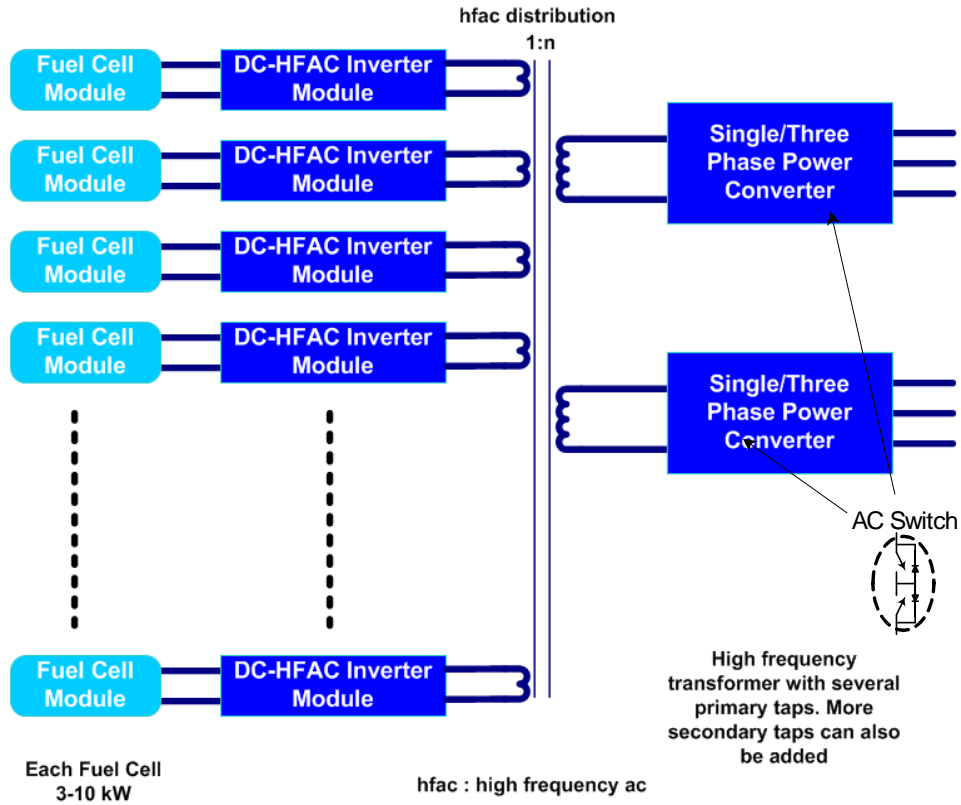 hfac distribution
1:n
Fuel Cell
Module
DC-HFAC Inverter
Module
Fuel Cell
Module
DC-HFAC Inverter
Module
Fuel Cell
Module
DC-HFAC Inverter
Module
Fuel Cell
Module
DC-HFAC Inverter
Module
Fuel Cell
Module
DC-HFAC Inverter
Module
Single/Three
Phase Power
Converter
Single/Three
Phase Power
Converter
AC Switch
High frequency
transformer with several
primary taps. More
secondary taps can also
be added
Each Fuel Cell
3-10 kW
hfac : high frequency ac